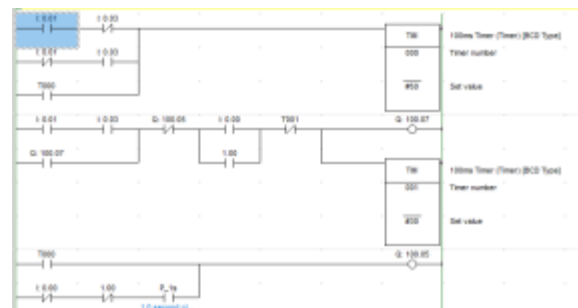 I: 0.01 I: 0.03
TIM 100ms Timer (Timer) [BCD Type]
I: 0.01 I: 0.03
000 Timer number
T000
#50 Set value
I: 0.01 I: 0.03 Q: 100.05 I: 0.00 T001 Q: 100.07
Q: 100.07 1.00
TIM 100ms Timer (Timer) [BCD Type]
001 Timer number
Set value
T000 Q: 100.05
I: 0.00 1.00 P_1s